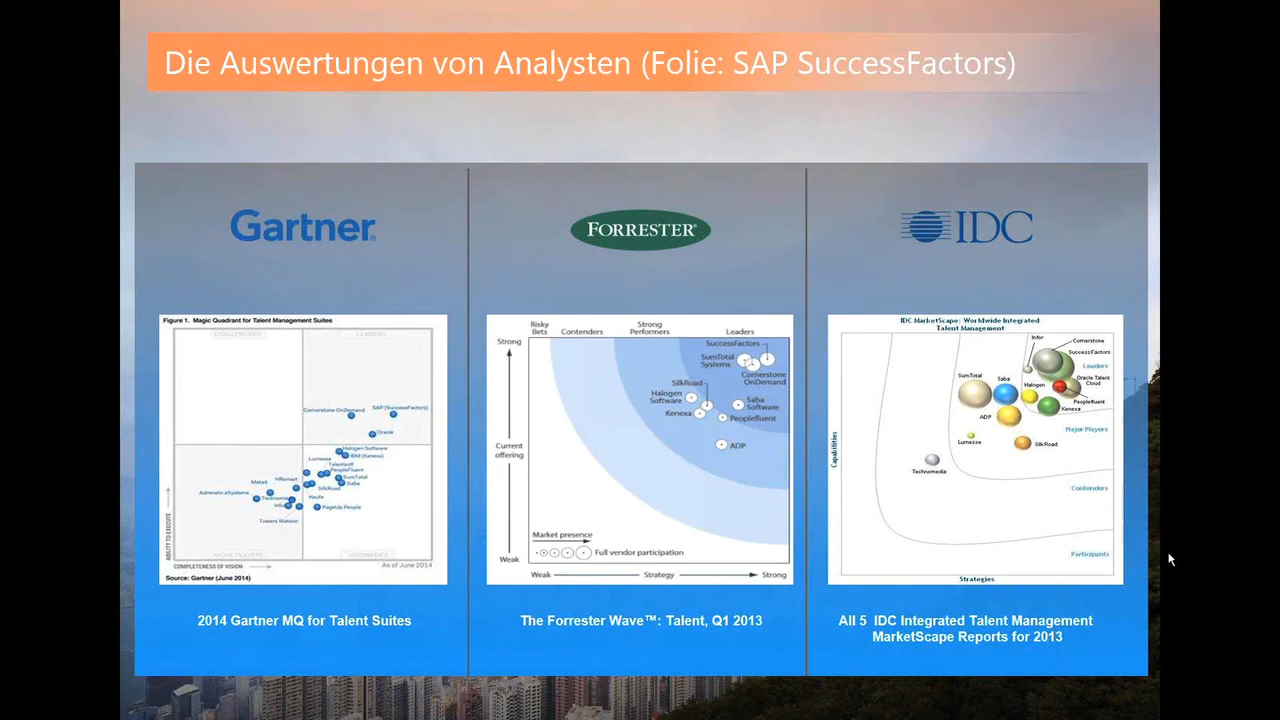 Die Auswertungen von Analysten (Folie: SAP SuccessFactors)
Gartner
Figure 1. Magic Quadrant for Talent Management Suites
CHALLENGERS
LEADERS
Cornerstone OnDemand
SAP (SuccessFactors)
Oracle
Halogen Software
IBM (Kenexa)
Lumesse
Talentsoft
PeopleFluent
SumTotal
Saba
HRsmart
SilkRoad
Adrenalin eSystems
Haufe
PageUp People
Towers Watson
NICHE PLAYERS
VISIONARIES
ABILITY TO EXECUTE
COMPLETENESS OF VISION
As of June 2014
Source: Gartner (June 2014)
2014 Gartner MQ for Talent Suites
FORRESTER
Risky Bets
Contenders
Strong Performers
Leaders
Strong
SuccessFactors
SumTotal Systems
Cornerstone OnDemand
SilkRoad
Halogen Software
Kenexa
Saba Software
Peoplefluent
ADP
Current offering
Market presence
Full vendor participation
Weak
Weak
Strategy
Strong
The Forrester Wave™: Talent, Q1 2013
IDC
IDC MarketScape: Worldwide Integrated
Talent Management
Infor
Cornerstone
SuccessFactors
Leaders
SumTotal
Saba
Halogen
Oracle Talent Cloud
Peoplefluent
Kenexa
ADP
Major Players
Lumesse
SilkRoad
Technomedia
Contenders
Participants
Capabilities
Strategies
All 5 IDC Integrated Talent Management
MarketScape Reports for 2013